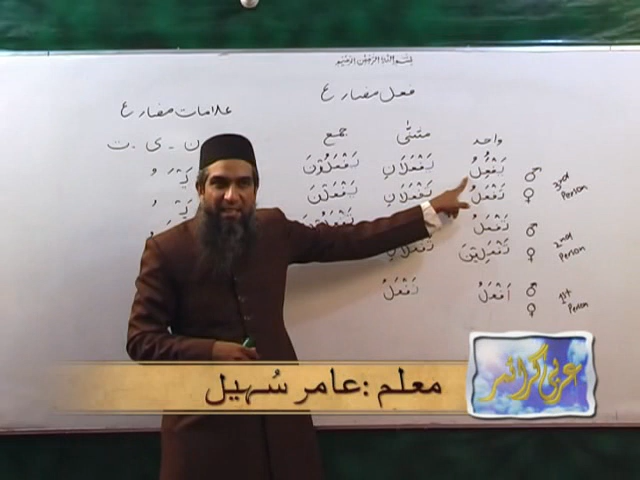 بسم اللہ الرحمٰن الرحیم
فعل مضارع
علامات مضارع
واحد مثنیٰ جمع
ی - ت
یَفْعَلُ یَفْعَلَانِ یَفْعَلُوْنَ
♂ 3rd Person
تَفْعَلُ تَفْعَلَانِ یَفْعَلْنَ
♀
تَفْعَلُ
♂ 2nd Person
تَفْعَلِیْنَ
♀
اَفْعَلُ نَفْعَلُ
♂ 1st Person
♀
معلم : عامر سُہیل
عربی گرائمر